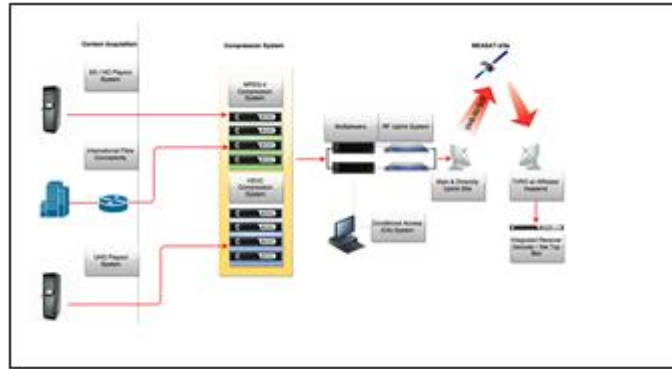 Content Acquisition
Compression System
MEASAT-3/3a
SD / HD Playout
System
MPEG-4
Compression
System
International Fibre
Connectivity
Multiplexers
RF Uplink System
HEVC
Compression
System
Main & Diversity
Uplink Site
TVRO at Affiliates'
Headend
Conditional Access
(CA) System
UHD Playout
System
Integrated Receiver
Decoder / Set Top
Box